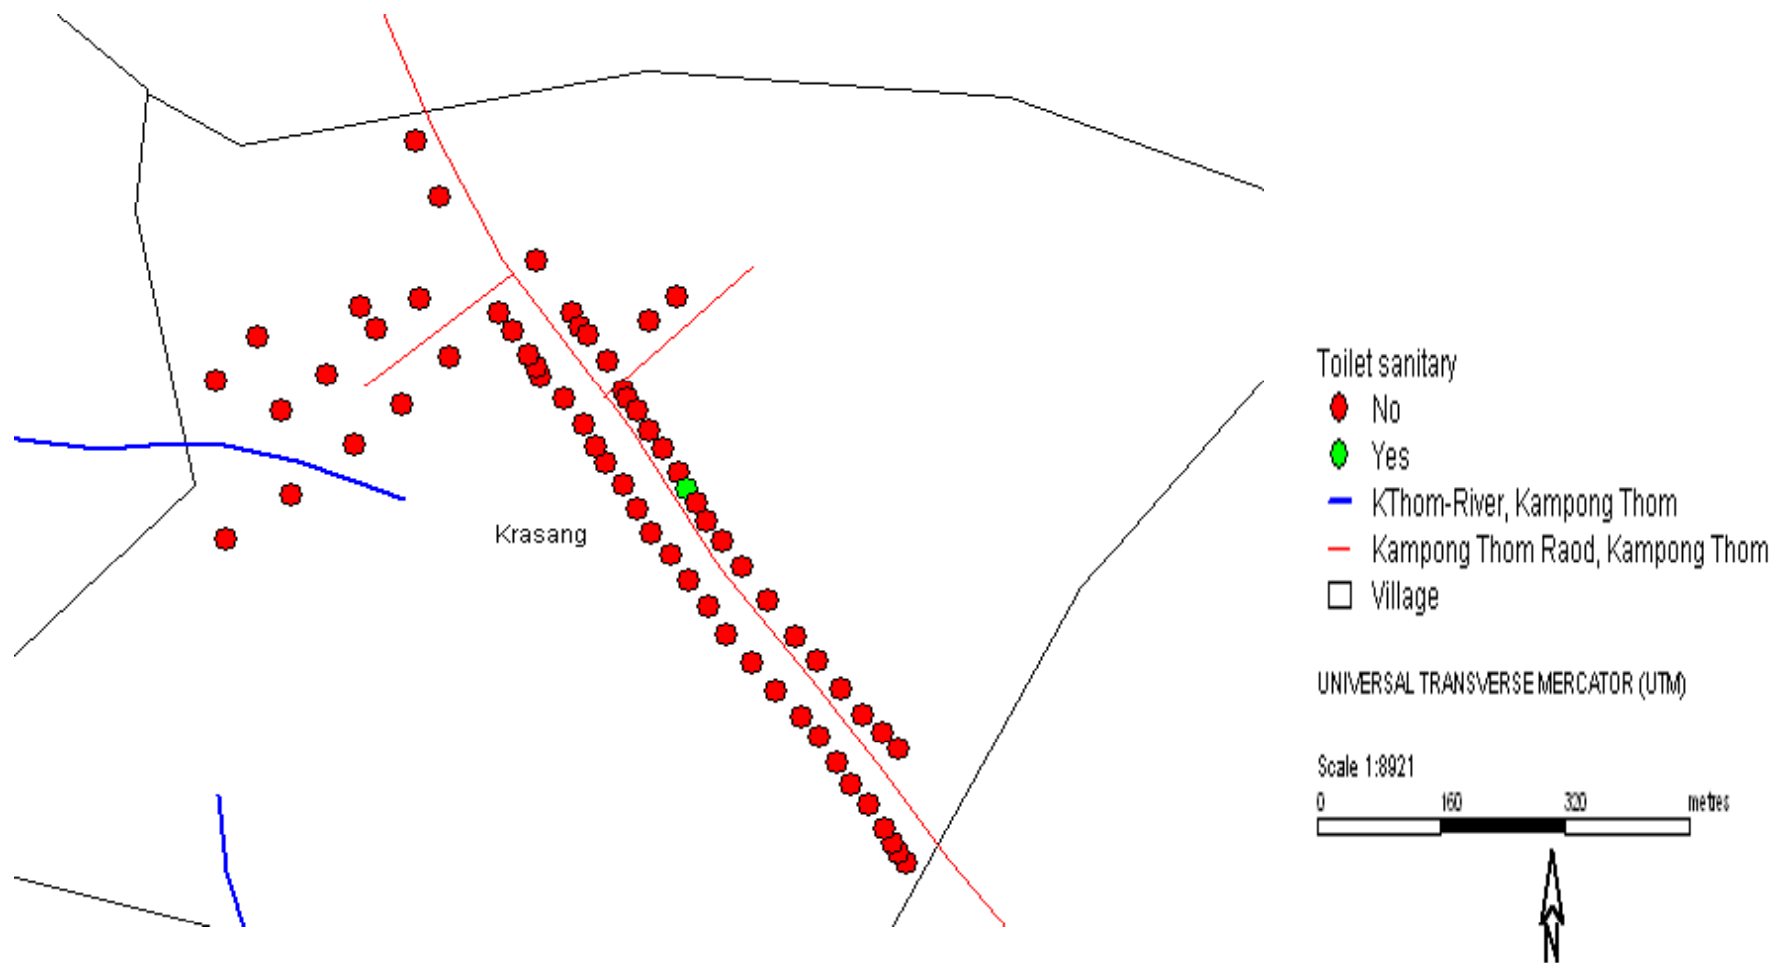 Krasang
Toilet sanitary
No
Yes
KThom-River, Kampong Thom
Kampong Thom Raod, Kampong Thom
Village
UNIVERSAL TRANSVERSE MERCATOR (UTM)
Scale 1:8921
0 160 320 metres
N